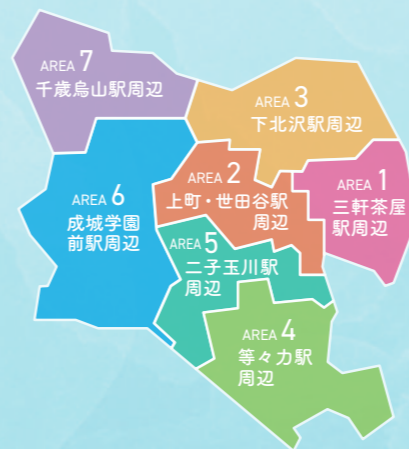 AREA 7
千歳烏山駅周辺
AREA 3
下北沢駅周辺
AREA 2
上町・世田谷駅
周辺
AREA 1
三軒茶屋
駅周辺
AREA 6
成城学園
前駅周辺
AREA 5
二子玉川駅
周辺
AREA 4
等々力駅
周辺